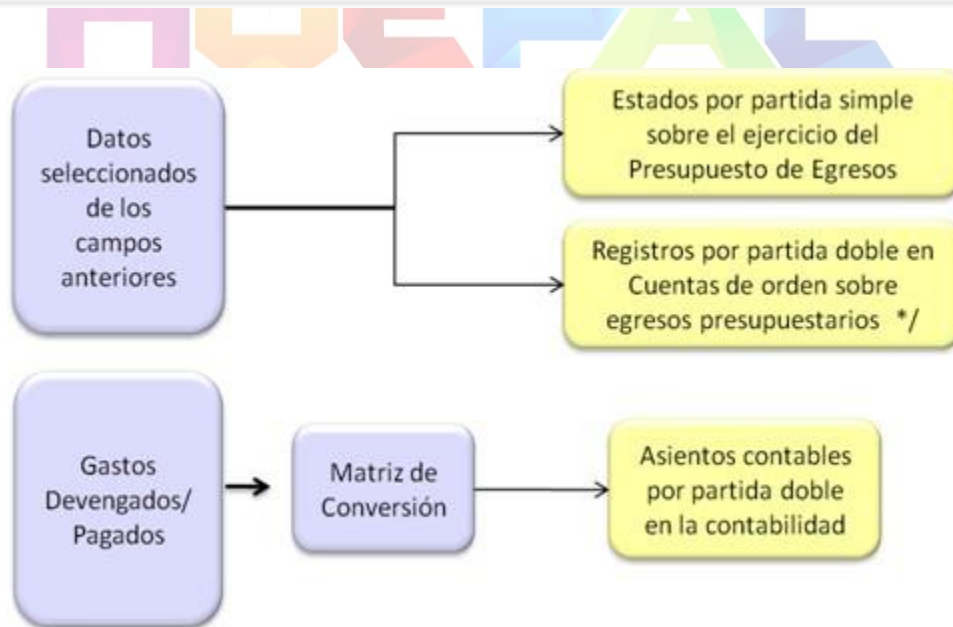 Datos
seleccionados
de los
campos
anteriores
Estados por partida simple
sobre el ejercicio del
Presupuesto de Egresos
Registros por partida doble en
Cuentas de orden sobre
egresos presupuestarios */
Gastos
Devengados/
Pagados
Matriz de
Conversión
Asientos contables
por partida doble
en la contabilidad